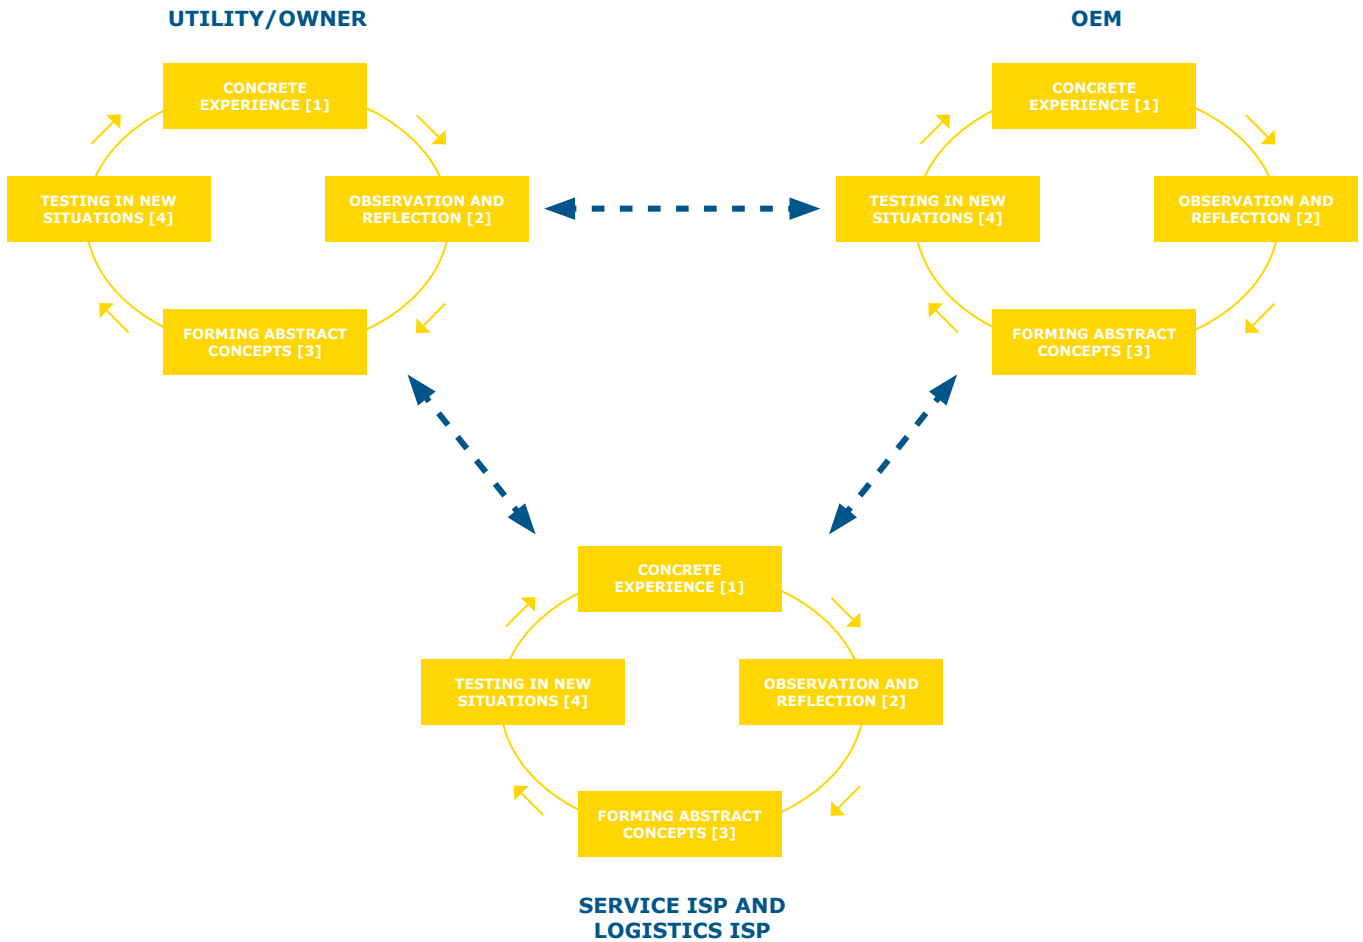 UTILITY/OWNER
CONCRETE
EXPERIENCE [1]
TESTING IN NEW
SITUATIONS [4]
OBSERVATION AND
REFLECTION [2]
FORMING ABSTRACT
CONCEPTS [3]
OEM
CONCRETE
EXPERIENCE [1]
TESTING IN NEW
SITUATIONS [4]
OBSERVATION AND
REFLECTION [2]
FORMING ABSTRACT
CONCEPTS [3]
CONCRETE
EXPERIENCE [1]
TESTING IN NEW
SITUATIONS [4]
OBSERVATION AND
REFLECTION [2]
FORMING ABSTRACT
CONCEPTS [3]
SERVICE ISP AND
LOGISTICS ISP